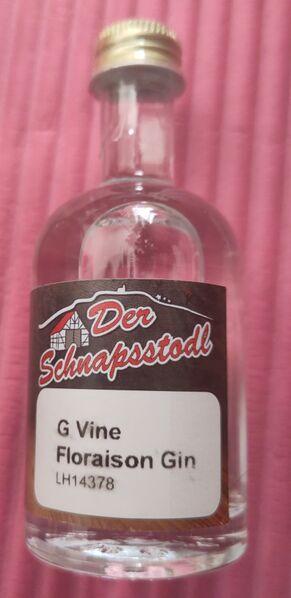 Der
Schnapsstodl
G Vine
Floraison Gin
LH14378